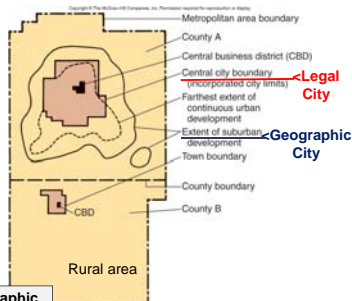 Copyright © The McGraw-Hill Companies, Inc. Permission required for reproduction or display.
Metropolitan area boundary
County A
Central business district (CBD)
Central city boundary
(incorporated city limits)
<Legal
City
Farthest extent of
continuous urban
development
Extent of suburban
development
<Geographic
City
Town boundary
County boundary
CBD
County B
Rural area
aphic